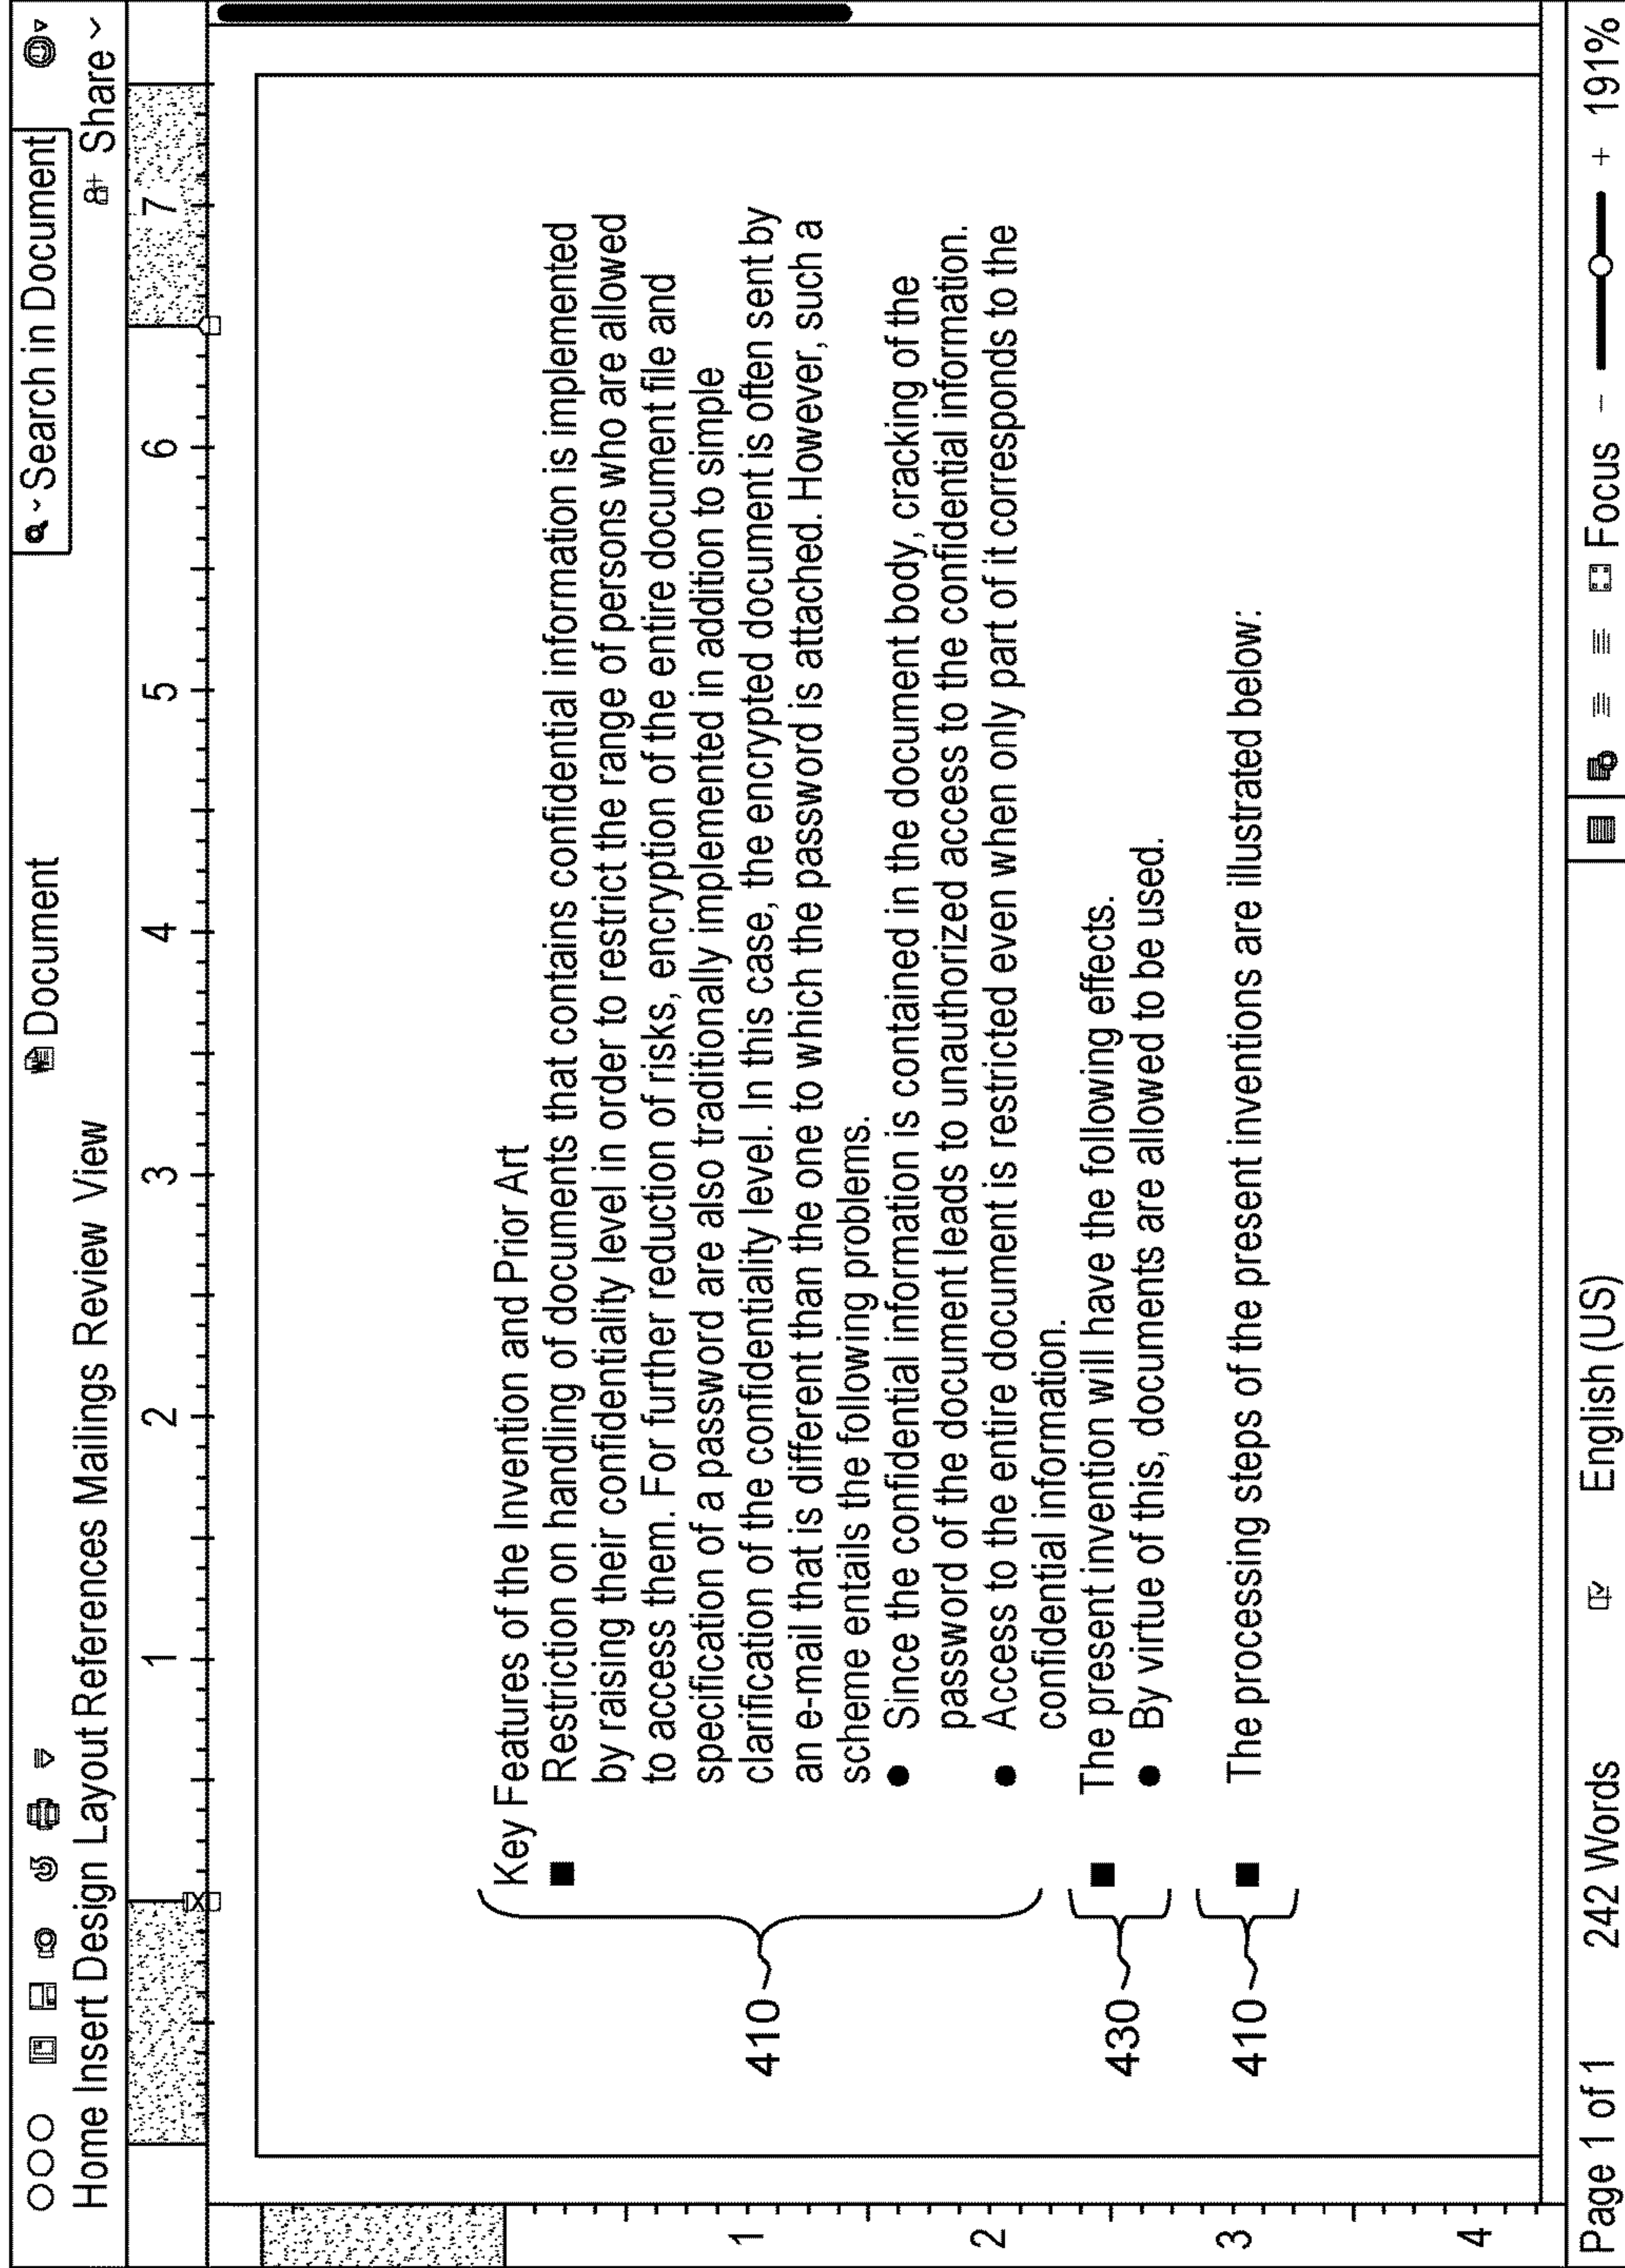 Document
Search in Document
Home Insert Design Layout References Mailings Review View
Share
1 2 3 4 5 6 7
Key Features of the Invention and Prior Art
■ Restriction on handling of documents that contains confidential information is implemented
by raising their confidentiality level in order to restrict the range of persons who are allowed
to access them. For further reduction of risks, encryption of the entire document file and
specification of a password are also traditionally implemented in addition to simple
clarification of the confidentiality level. In this case, the encrypted document is often sent by
an e-mail that is different than the one to which the password is attached. However, such a
scheme entails the following problems.
● Since the confidential information is contained in the document body, cracking of the
password of the document leads to unauthorized access to the confidential information.
● Access to the entire document is restricted even when only part of it corresponds to the
confidential information.
■ The present invention will have the following effects.
● By virtue of this, documents are allowed to be used.
■ The processing steps of the present inventions are illustrated below:
410
430
410
1
2
3
4
Page 1 of 1 242 Words English (US) Focus - + 191%